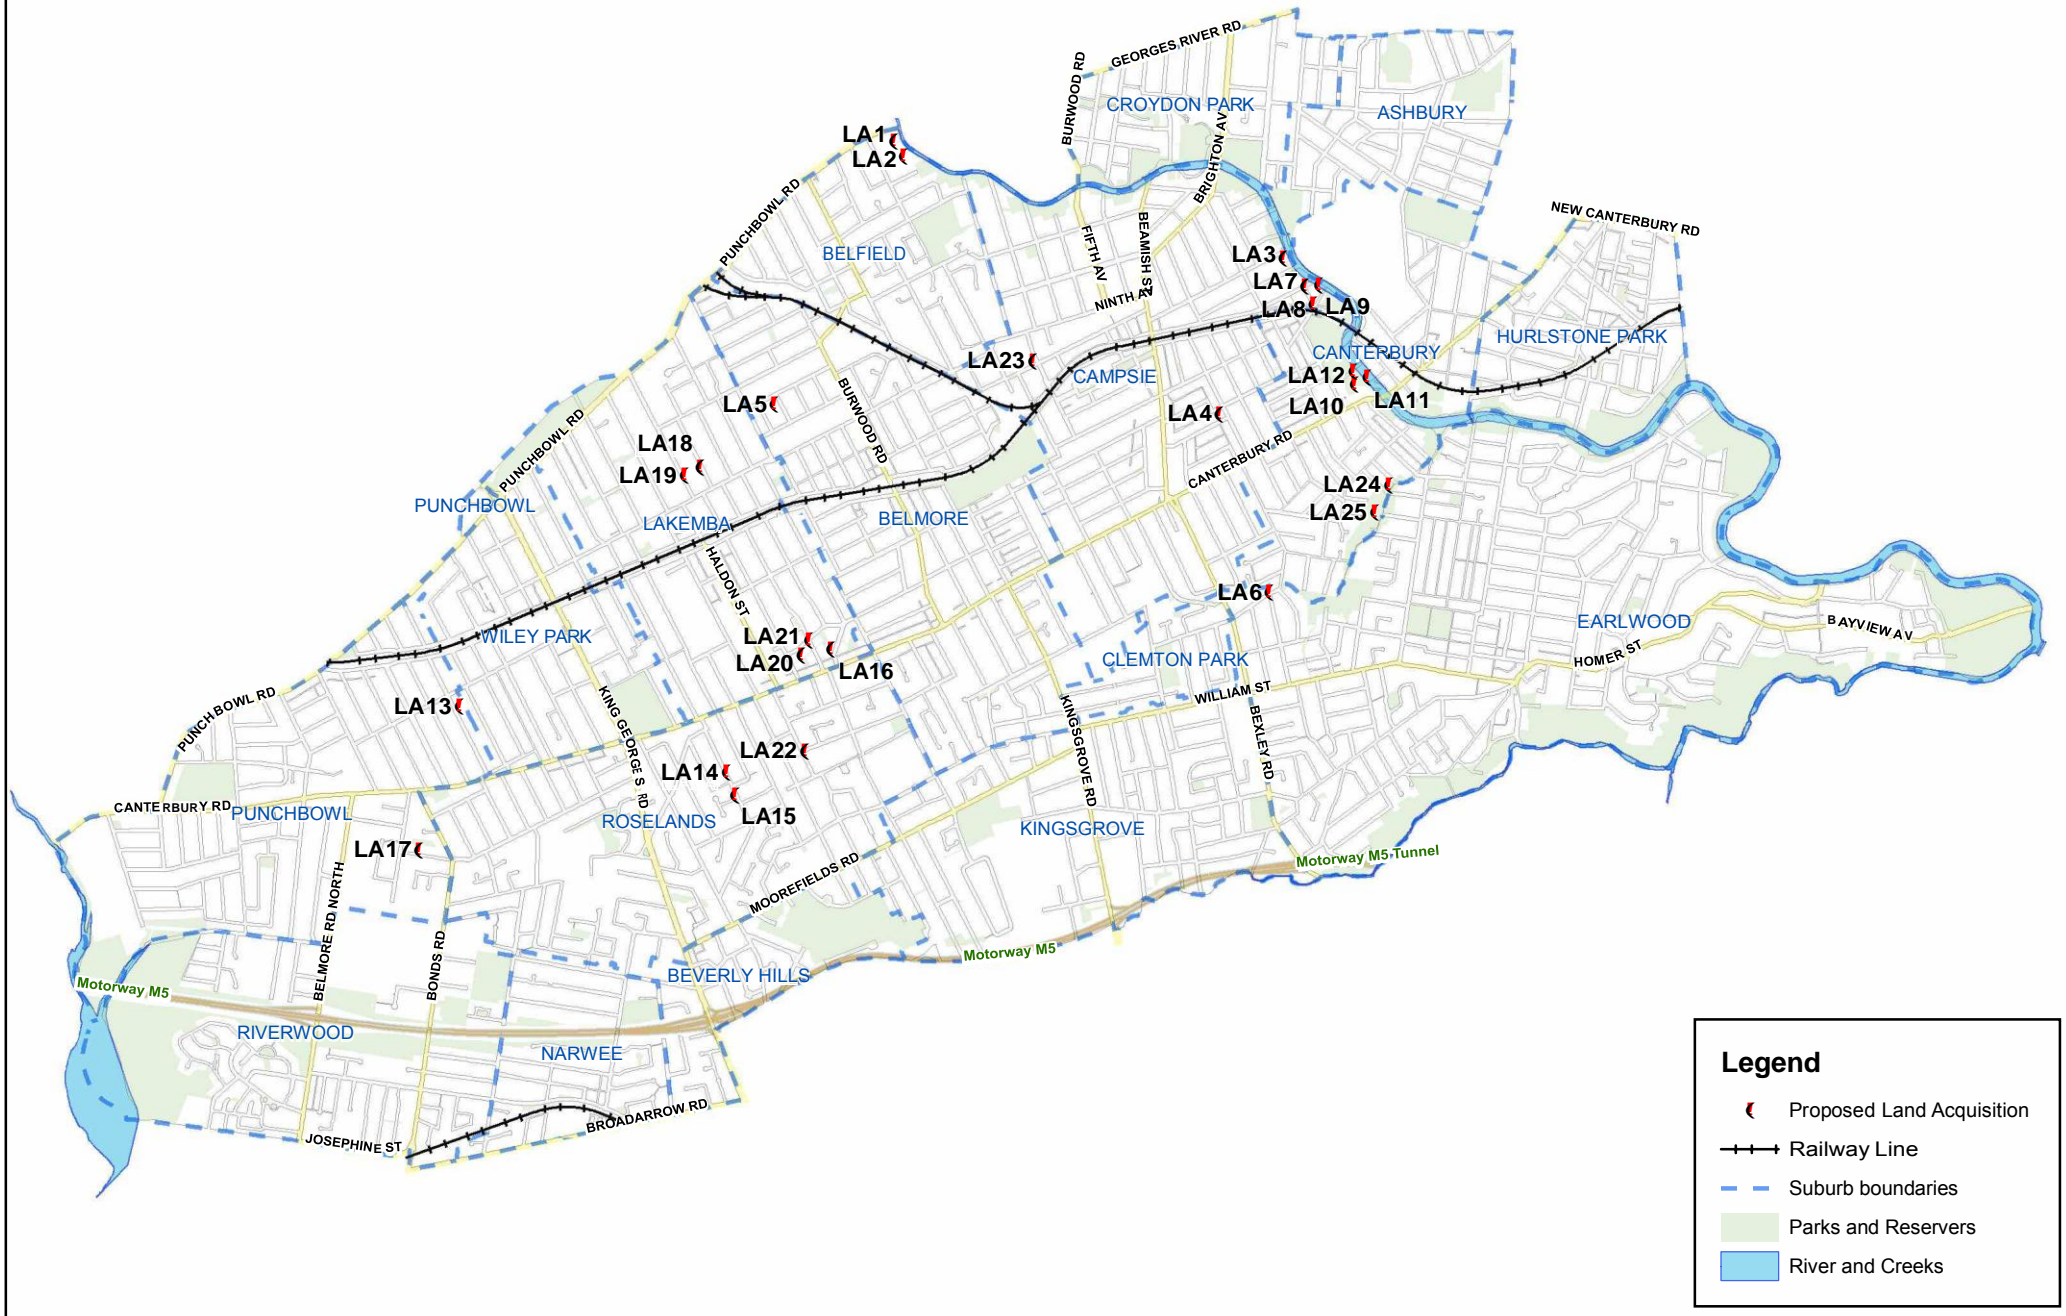 GEORGES RIVER RD
BURWOOD RD
CROYDON PARK
ASHBURY
BRIGHTON AV
LA1
LA2
PUNCHBOWL RD
NEW CANTERBURY RD
BELFIELD
FIFTH AV
BEAMISH ST
LA3
LA7
NINTH AV
LA8
LA9
HURLSTONE PARK
CANTERBURY
LA23
CAMPSIE
LA12
LA5
BURWOOD RD
LA10
LA11
LA4
PUNCHBOWL RD
LA18
LA19
CANTERBURY RD
LA24
PUNCHBOWL
LA25
LAKEMBA
BELMORE
HALDON ST
LA6
EARLWOOD
BAYVIEW AV
WILEY PARK
LA21
LA20
LA16
CLEMTON PARK
HOMER ST
WILLIAM ST
PUNCHBOWL RD
LA13
KING GEORGES RD
KINGSGROVE RD
BEXLEY RD
LA22
LA14
CANTERBURY RD
PUNCHBOWL
ROSELANDS
LA15
KINGSGROVE
LA17
Motorway M5 Tunnel
MOOREFIELDS RD
BELMORE RD NORTH
BONDS RD
Motorway M5
BEVERLY HILLS
Motorway M5
RIVERWOOD
NARWEE
BROADARROW RD
JOSEPHINE ST
Legend
Proposed Land Acquisition
Railway Line
Suburb boundaries
Parks and Reservers
River and Creeks